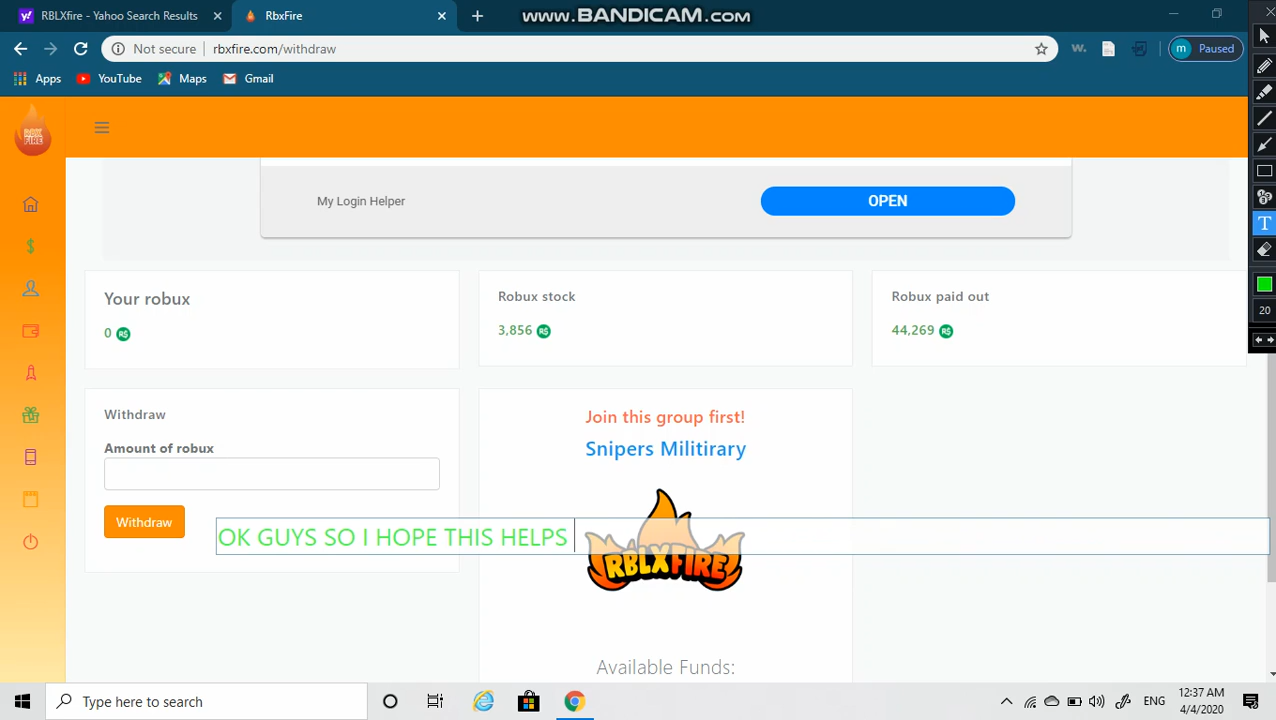 RBLXFire - Yahoo Search Results
RbxFire
www.BANDICAM.com
Not secure
rbxfire.com/withdraw
w.
m
Paused
Apps
YouTube
Maps
Gmail
RBX
FIRE
My Login Helper
OPEN
Your robux
0 R$
Robux stock
3,856 R$
Robux paid out
44,269 R$
T
20
Withdraw
Amount of robux
Withdraw
Join this group first!
Snipers Militirary
OK GUYS SO I HOPE THIS HELPS
RBLXFIRE
Available Funds:
Type here to search
ENG
12:37 AM
4/4/2020